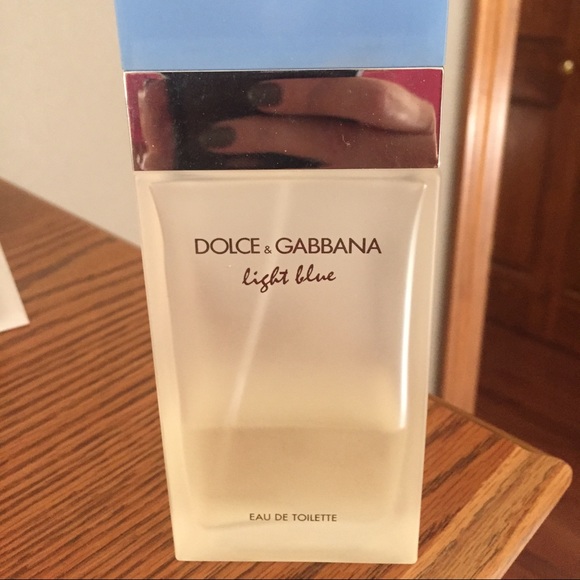 DOLCE & GABBANA
light blue
EAU DE TOILETTE